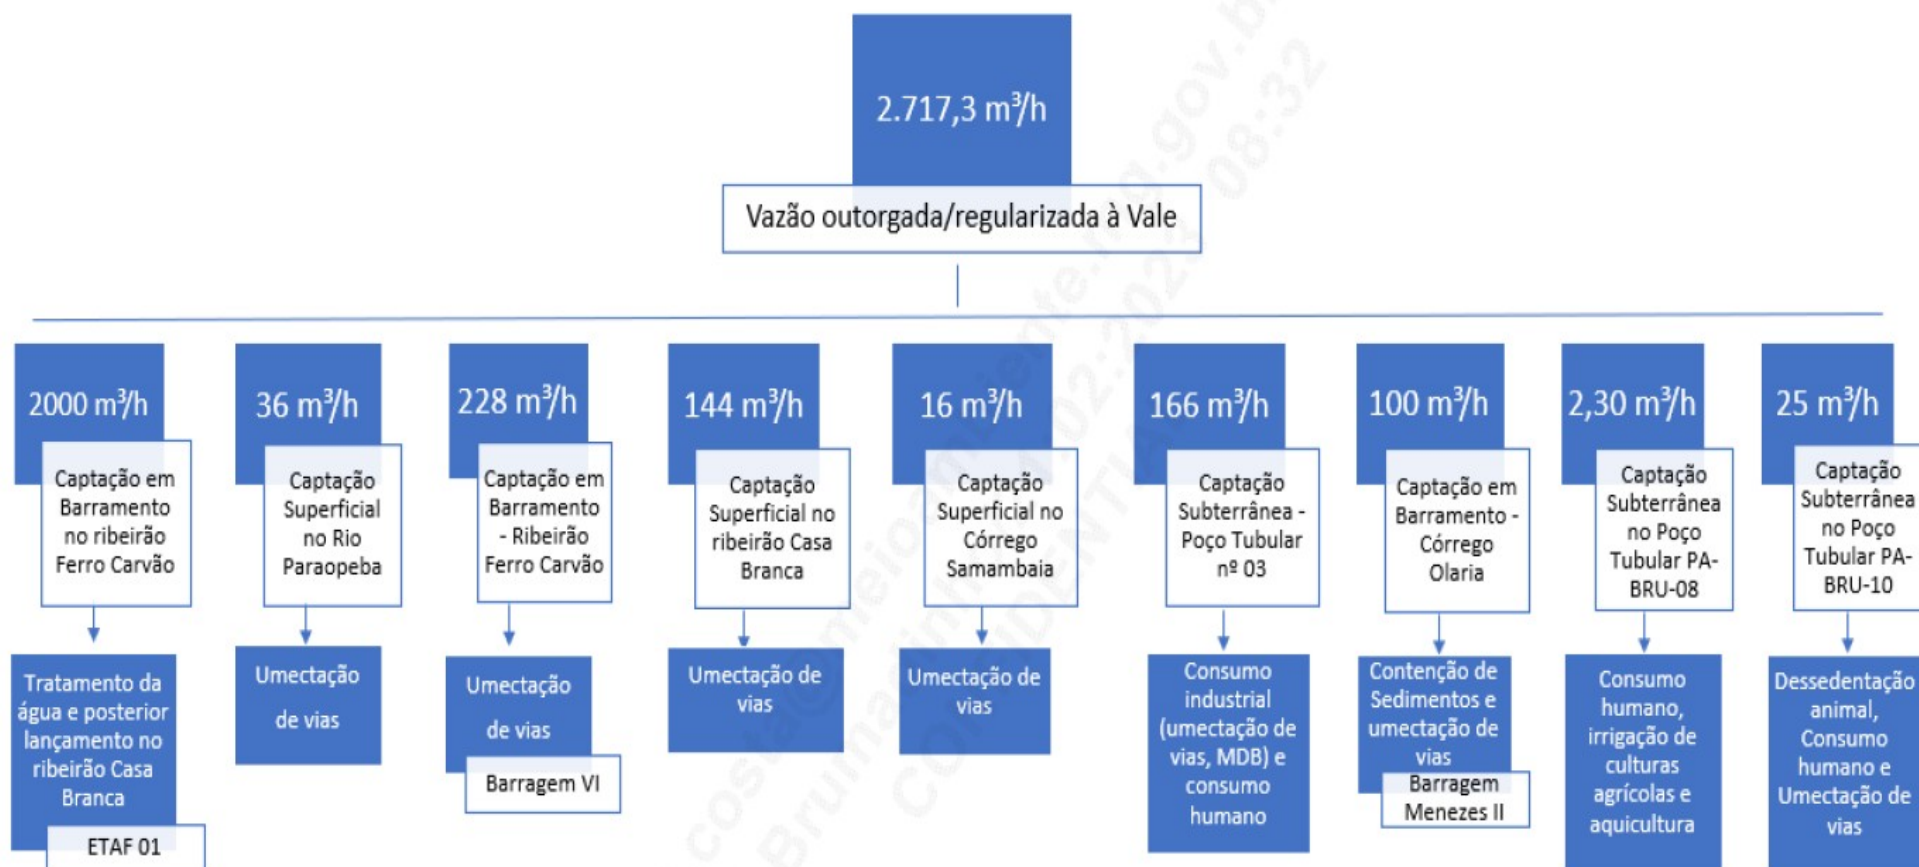 2.717,3 m³/h
Vazão outorgada/regularizada à Vale
2000 m³/h
Captação em
Barramento
no ribeirão
Ferro Carvão
Tratamento da
água e posterior
lançamento no
ribeirão Casa
Branca
ETAF 01
36 m³/h
Captação
Superficial
no Rio
Paraopeba
Umectação
de vias
228 m³/h
Captação em
Barramento
- Ribeirão
Ferro Carvão
Umectação
de vias
Barragem VI
144 m³/h
Captação
Superficial no
ribeirão Casa
Branca
Umectação de
vias
16 m³/h
Captação
Superficial no
Córrego
Samambaia
Umectação de
vias
166 m³/h
Captação
Subterrânea -
Poço Tubular
nº 03
Consumo
industrial
(umectação de
vias, MDB) e
consumo
humano
100 m³/h
Captação em
Barramento -
Córrego
Olaria
Contenção de
Sedimentos e
umectação de
vias
Barragem
Menezes II
2,30 m³/h
Captação
Subterrânea
no Poço
Tubular PA-
BRU-08
Consumo
humano,
irrigação de
culturas
agrícolas e
aquicultura
25 m³/h
Captação
Subterrânea
no Poço
Tubular PA-
BRU-10
Dessedentação
animal,
Consumo
humano e
Umectação de
vias